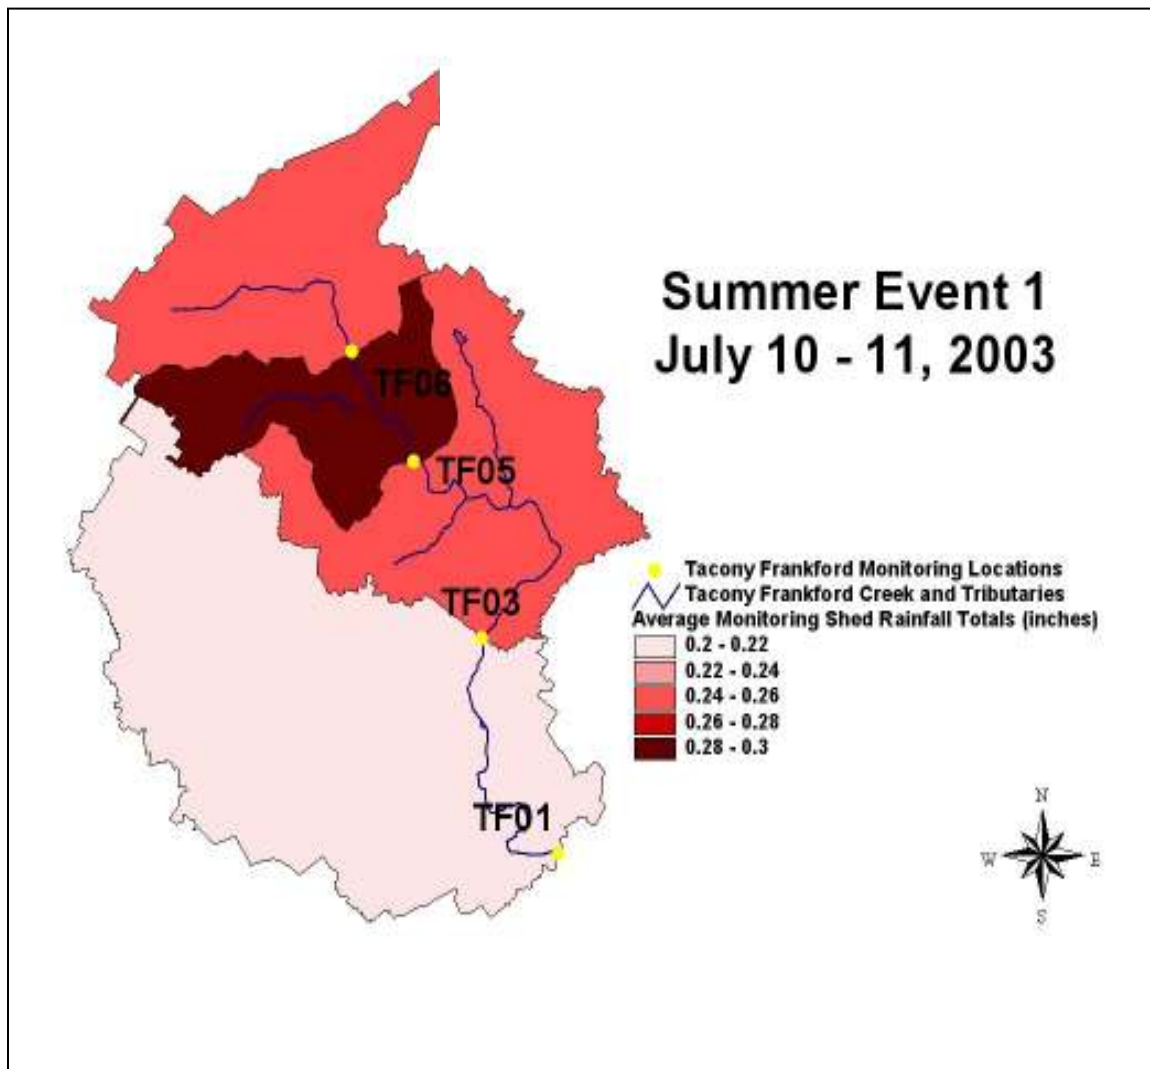 Summer Event 1
July 10 - 11, 2003
TF06
TF05
TF03
TF01
Tacony Frankford Monitoring Locations
Tacony Frankford Creek and Tributaries
Average Monitoring Shed Rainfall Totals (inches)
0.2 - 0.22
0.22 - 0.24
0.24 - 0.26
0.26 - 0.28
0.28 - 0.3
N
W E
S